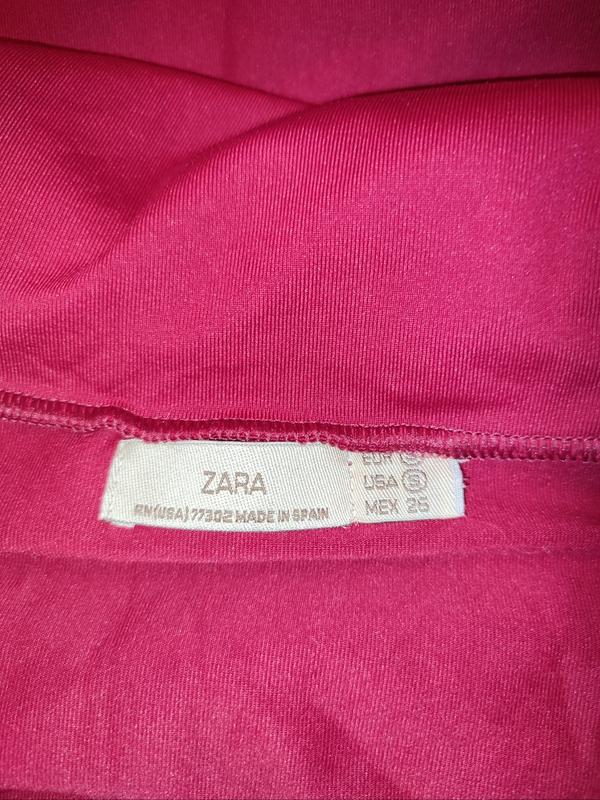 ZARA
RN(USA) 77302 MADE IN SPAIN
EUR S
USA S
MEX 26